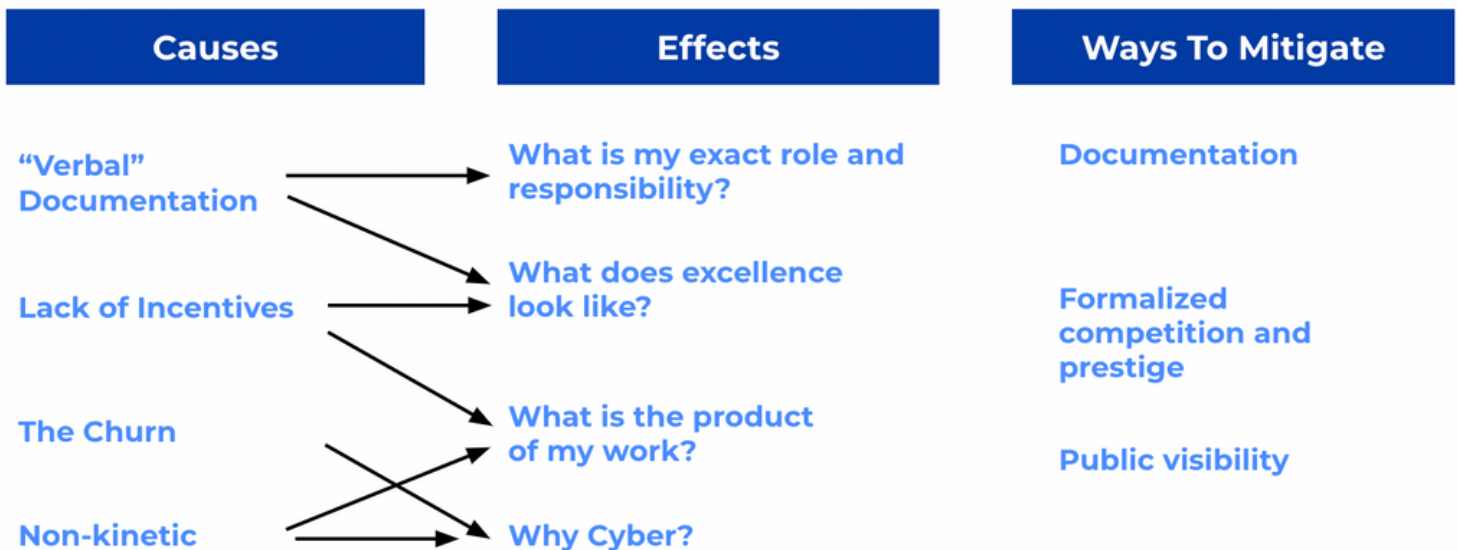 Causes
Effects
Ways To Mitigate
“Verbal”
Documentation
What is my exact role and
responsibility?
Documentation
Lack of Incentives
What does excellence
look like?
Formalized
competition and
prestige
The Churn
What is the product
of my work?
Public visibility
Non-kinetic
Why Cyber?